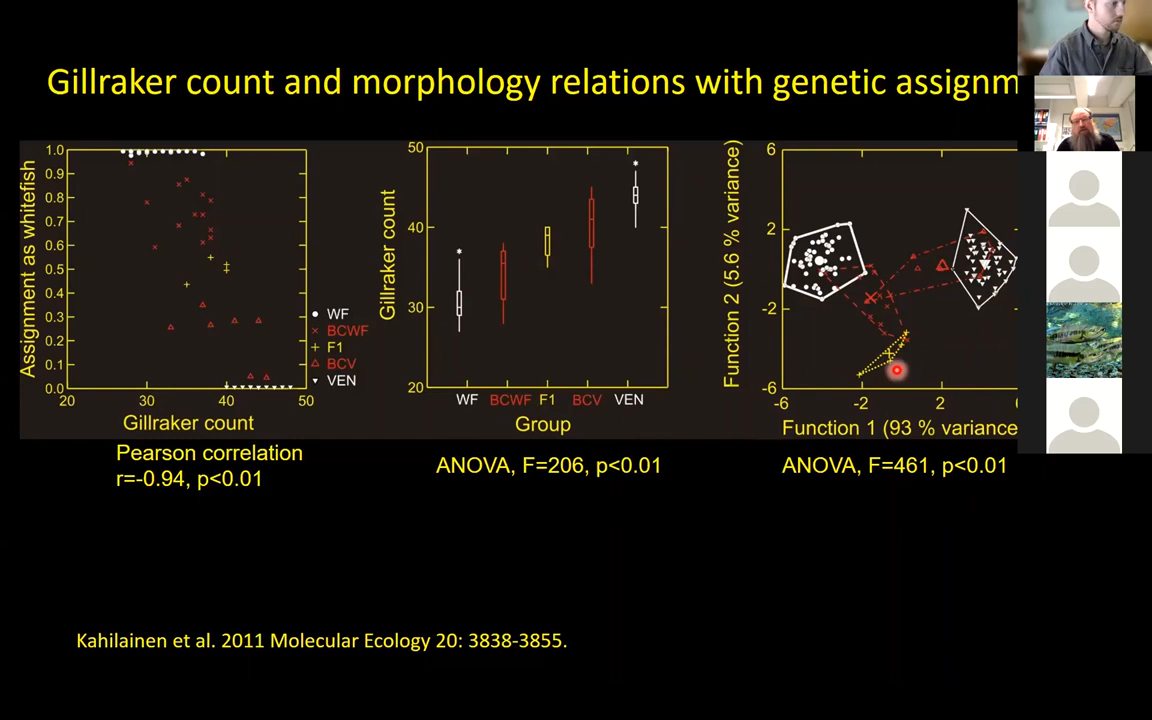 Gillraker count and morphology relations with genetic assignm
Assignment as whitefish
1.0
0.9
0.8
0.7
0.6
0.5
0.4
0.3
0.2
0.1
0.0
20 30 40 50
Gillraker count
WF
BCWF
F1
BCV
VEN
Pearson correlation
r=-0.94, p<0.01
Gillraker count
50
40
30
20
WF BCWF F1 BCV VEN
Group
ANOVA, F=206, p<0.01
Function 2 (5.6 % variance)
6
2
-2
-6
-6 -2 2
Function 1 (93 % variance
ANOVA, F=461, p<0.01
Kahilainen et al. 2011 Molecular Ecology 20: 3838-3855.